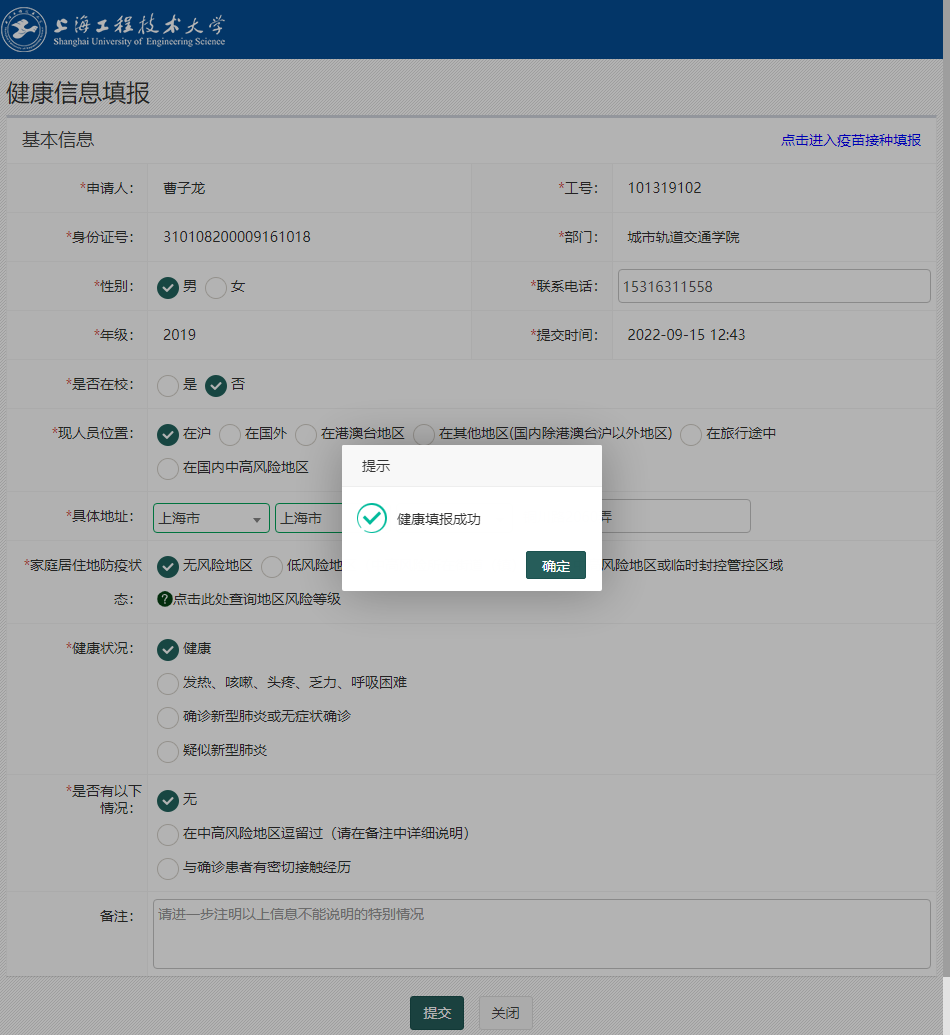 上海工程技术大学
Shanghai University of Engineering Science
健康信息填报
基本信息 点击进入疫苗接种填报
*申请人： 曹子龙 *工号： 101319102
*身份证号： 310108200009161018 *部门： 城市轨道交通学院
*性别： 男 女 *联系电话： 15316311558
*年级： 2019 *提交时间： 2022-09-15 12:43
*是否在校： 是 否
*现人员位置： 在沪 在国外 在港澳台地区 在其他地区(国内除港澳台沪以外地区) 在旅行途中
在国内中高风险地区
提示
*具体地址： 上海市 上海市 弄
健康填报成功
*家庭居住地防疫状 无风险地区 低风险地 风险地区或临时封控管控区域
确定
态： ?点击此处查询地区风险等级
*健康状况： 健康
发热、咳嗽、头疼、乏力、呼吸困难
确诊新型肺炎或无症状确诊
疑似新型肺炎
*是否有以下
情况： 无
在中高风险地区逗留过（请在备注中详细说明）
与确诊患者有密切接触经历
备注： 请进一步注明以上信息不能说明的特别情况
提交 关闭